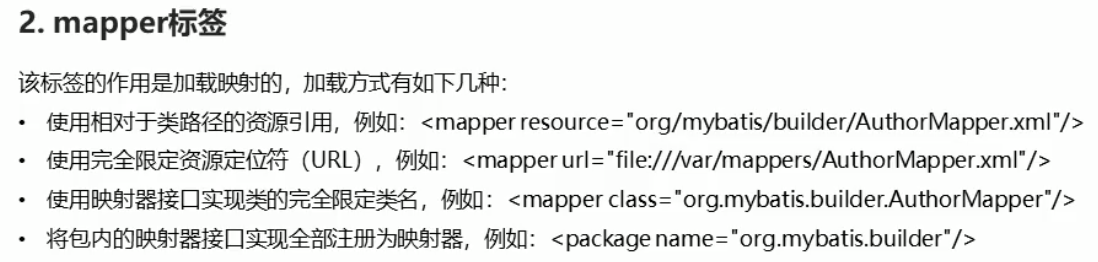 2. mapper标签
该标签的作用是加载映射的，加载方式有如下几种：
• 使用相对于类路径的资源引用，例如：<mapper resource="org/mybatis/builder/AuthorMapper.xml"/>
• 使用完全限定资源定位符（URL），例如：<mapper url="file:///var/mappers/AuthorMapper.xml"/>
• 使用映射器接口实现类的完全限定类名，例如：<mapper class="org.mybatis.builder.AuthorMapper"/>
• 将包内的映射器接口实现全部注册为映射器，例如：<package name="org.mybatis.builder"/>